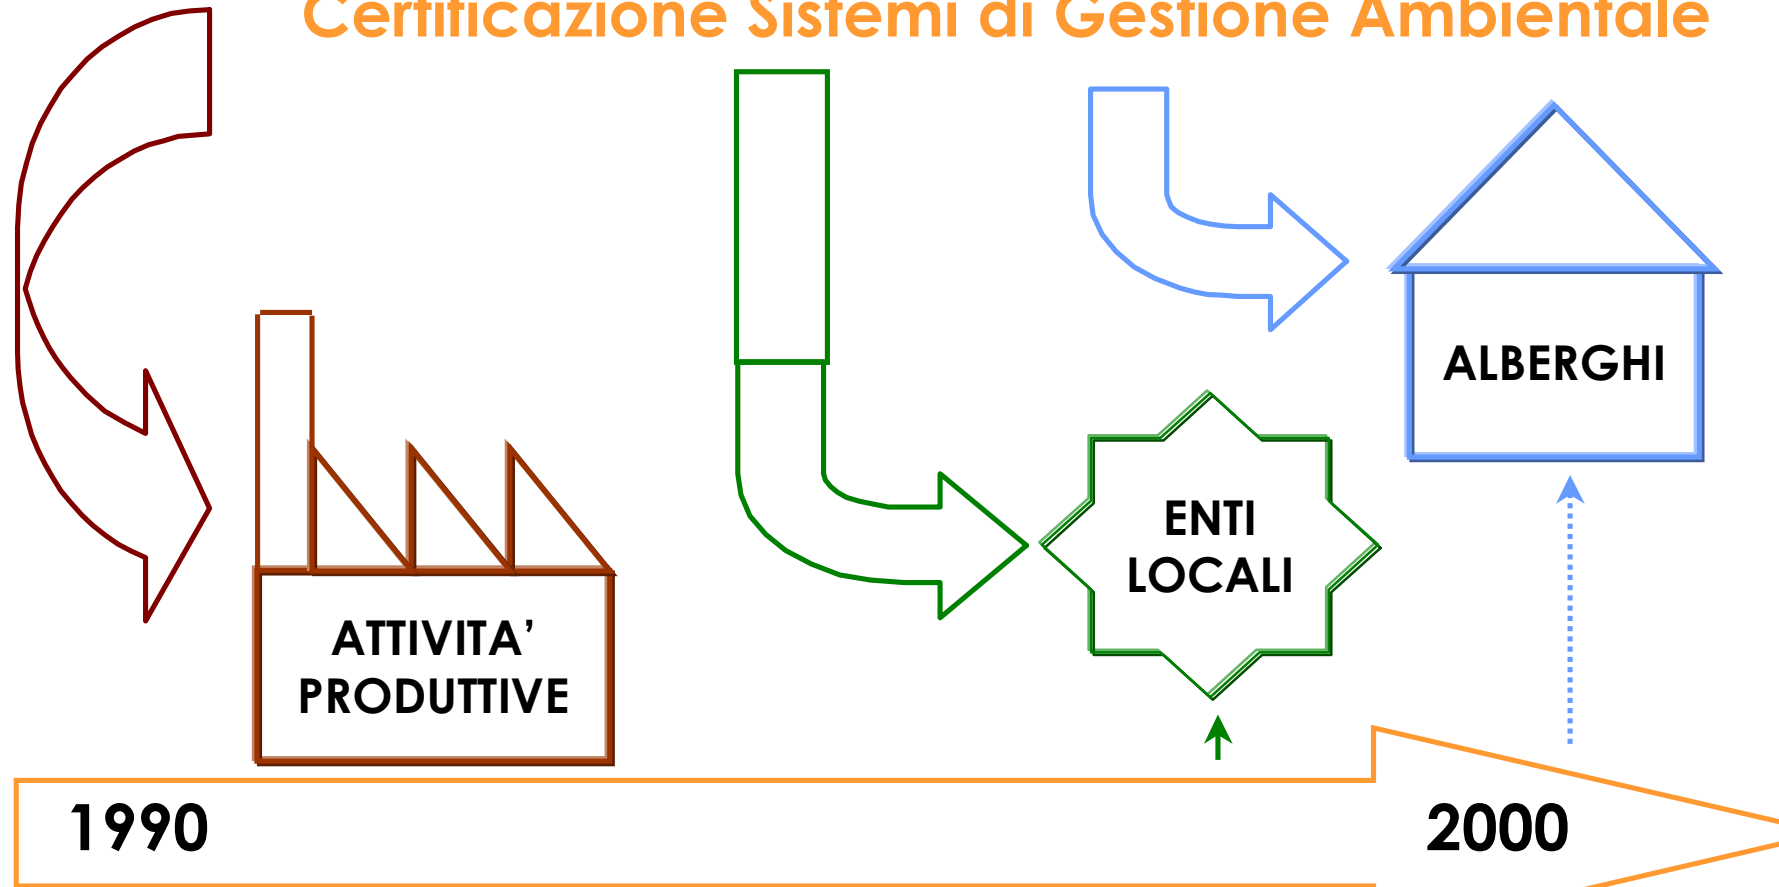 Certificazione Sistemi di Gestione Ambientale
ALBERGHI
ENTI
LOCALI
ATTIVITA’
PRODUTTIVE
1990
2000